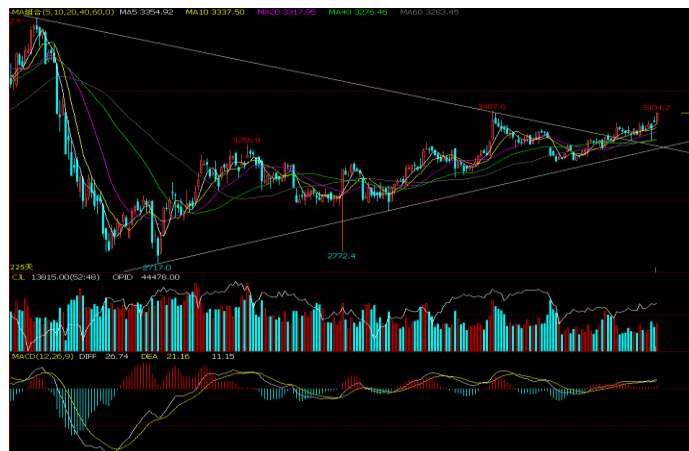 MA组合(5,10,20,40,60,0) MA5 3354.92 MA10 3337.50 MA20 3317.95 MA40 3276.46 MA60 3283.45
3407.6
3404.2
3250.0
2772.4
2717.0
225天
CJL 13815.00(52:48) OPID 44478.00
MACD(12,26,9) DIFF 26.74 DEA 21.16 11.15